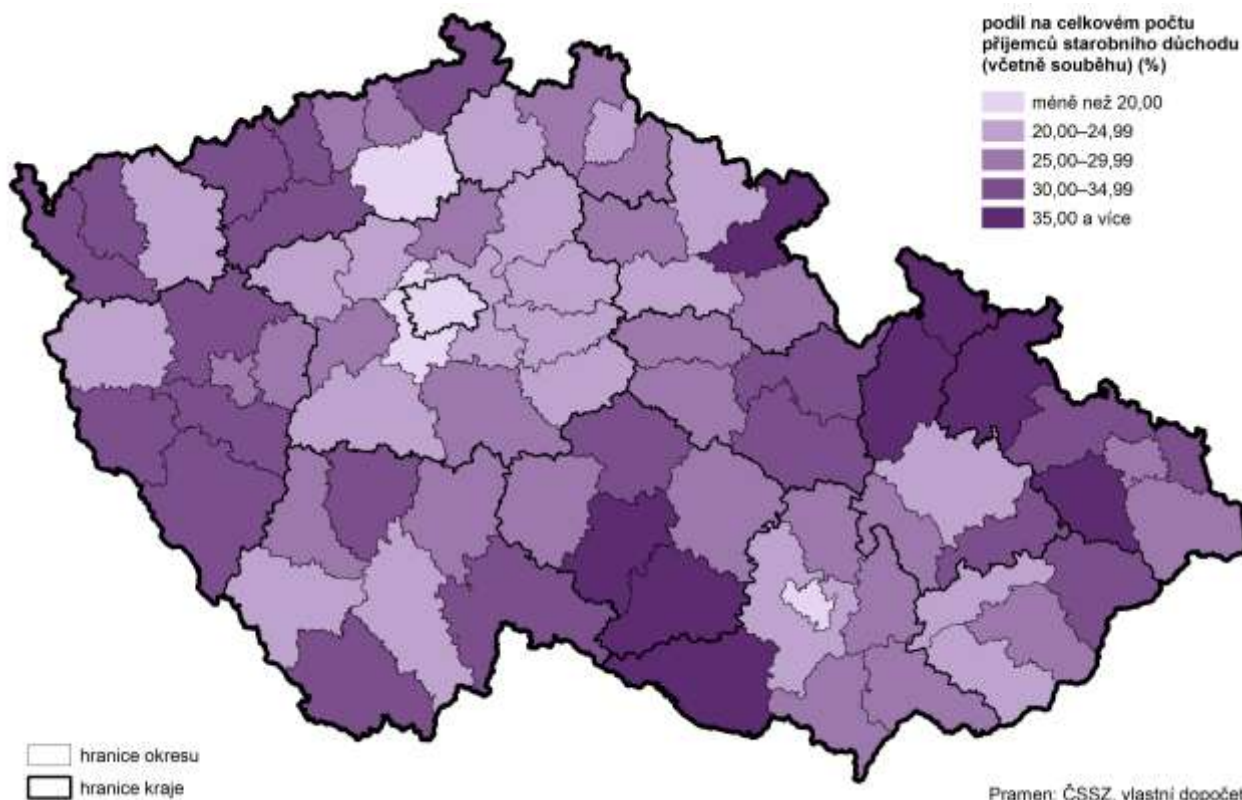 podíl na celkovém počtu
příjemců starobního důchodu
(včetně souběhu) (%)
méně než 20,00
20,00–24,99
25,00–29,99
30,00–34,99
35,00 a více
hranice okresu
hranice kraje
Pramen: ČSSZ, vlastní dopočet